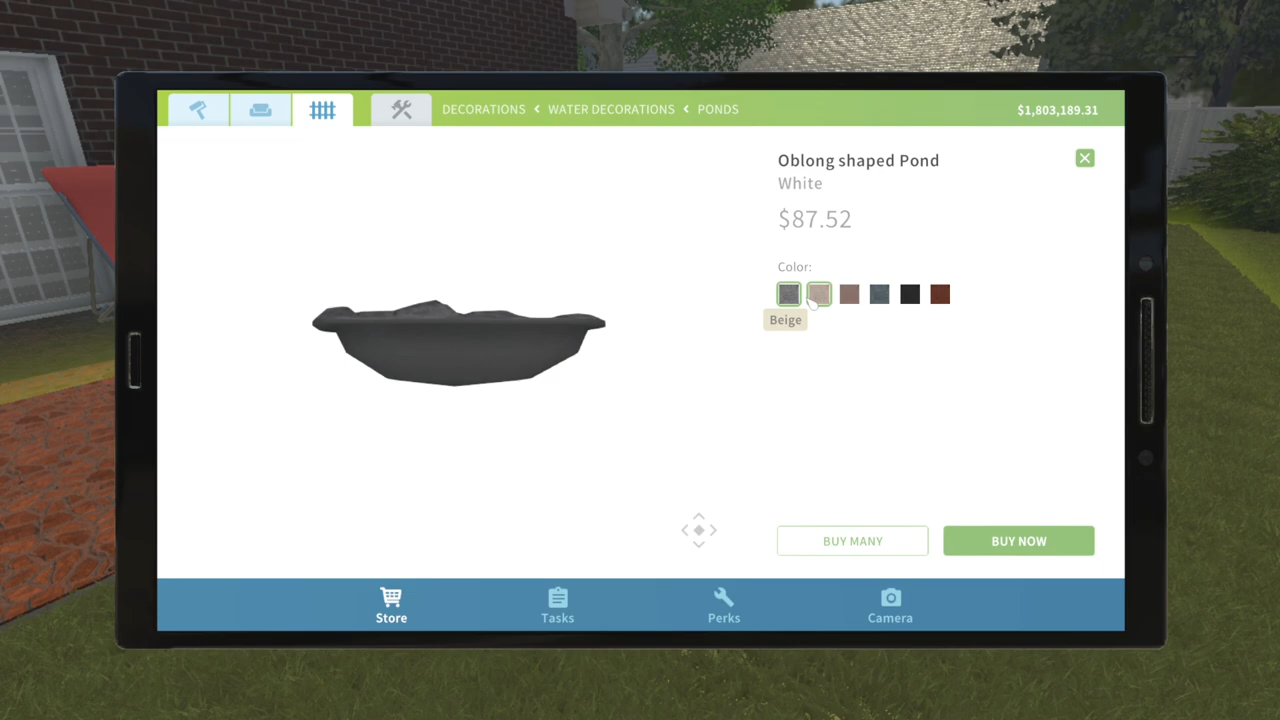 DECORATIONS < WATER DECORATIONS < PONDS
$1,803,189.31
Oblong shaped Pond
White
$87.52
Color:
Beige
BUY MANY
BUY NOW
Store
Tasks
Perks
Camera